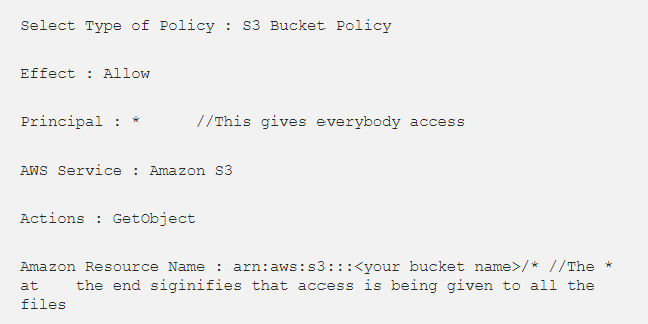 Select Type of Policy : S3 Bucket Policy
Effect : Allow
Principal : *      //This gives everybody access
AWS Service : Amazon S3
Actions : GetObject
Amazon Resource Name : arn:aws:s3:::<your bucket name>/* //The *
at    the end siginifies that access is being given to all the
files